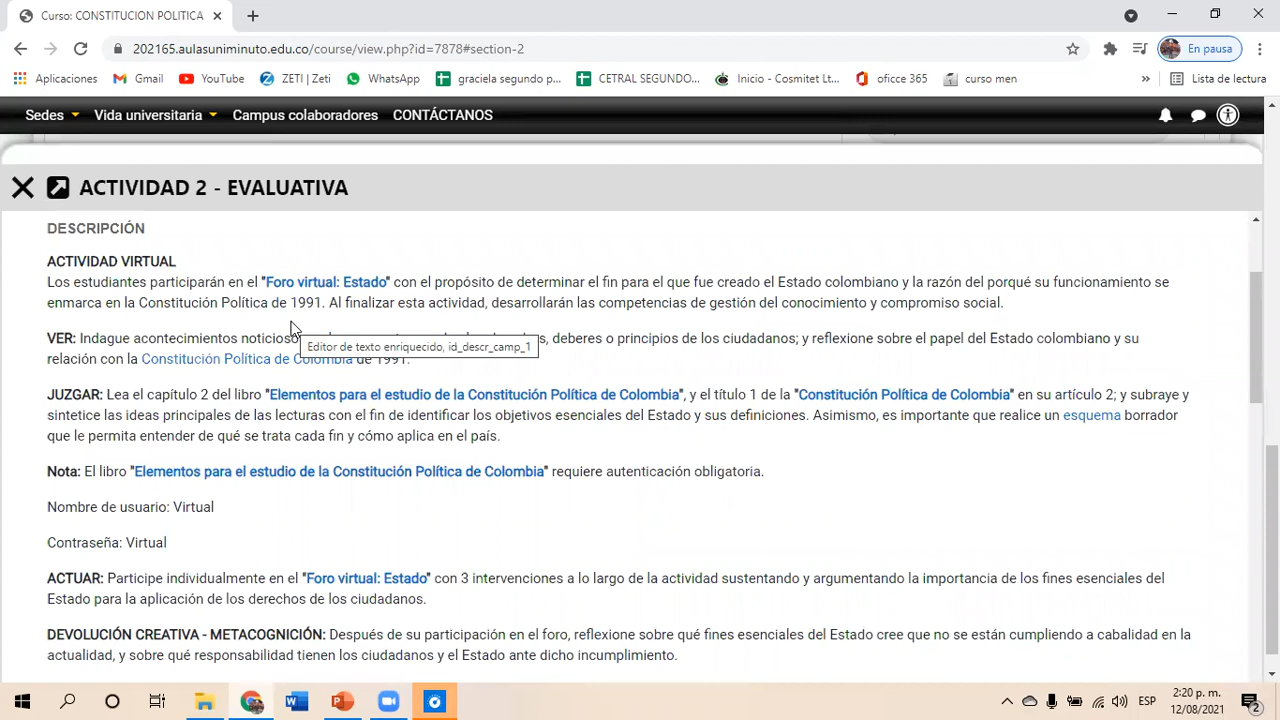 Curso: CONSTITUCION POLITICA
202165.aulasuniminuto.edu.co/course/view.php?id=7878#section-2
En pausa
Aplicaciones Gmail YouTube ZETI | Zeti WhatsApp graciela segundo p... CETRAL SEGUNDO... Inicio - Cosmitet Lt... oficce 365 curso men » Lista de lectura
Sedes Vida universitaria Campus colaboradores CONTÁCTANOS
ACTIVIDAD 2 - EVALUATIVA
DESCRIPCIÓN
ACTIVIDAD VIRTUAL
Los estudiantes participarán en el "Foro virtual: Estado" con el propósito de determinar el fin para el que fue creado el Estado colombiano y la razón del porqué su funcionamiento se
enmarca en la Constitución Política de 1991. Al finalizar esta actividad, desarrollarán las competencias de gestión del conocimiento y compromiso social.
VER: Indague acontecimientos noticioso deberes o principios de los ciudadanos; y reflexione sobre el papel del Estado colombiano y su
Editor de texto enriquecido, id_descr_camp_1
relación con la Constitución Política de Colombia de 1991.
JUZGAR: Lea el capítulo 2 del libro "Elementos para el estudio de la Constitución Política de Colombia", y el título 1 de la "Constitución Política de Colombia" en su artículo 2; y subraye y
sintetice las ideas principales de las lecturas con el fin de identificar los objetivos esenciales del Estado y sus definiciones. Asimismo, es importante que realice un esquema borrador
que le permita entender de qué se trata cada fin y cómo aplica en el país.
Nota: El libro "Elementos para el estudio de la Constitución Política de Colombia" requiere autenticación obligatoria.
Nombre de usuario: Virtual
Contraseña: Virtual
ACTUAR: Participe individualmente en el "Foro virtual: Estado" con 3 intervenciones a lo largo de la actividad sustentando y argumentando la importancia de los fines esenciales del
Estado para la aplicación de los derechos de los ciudadanos.
DEVOLUCIÓN CREATIVA - METACOGNICIÓN: Después de su participación en el foro, reflexione sobre qué fines esenciales del Estado cree que no se están cumpliendo a cabalidad en la
actualidad, y sobre qué responsabilidad tienen los ciudadanos y el Estado ante dicho incumplimiento.
ESP
2:20 p. m.
12/08/2021
2